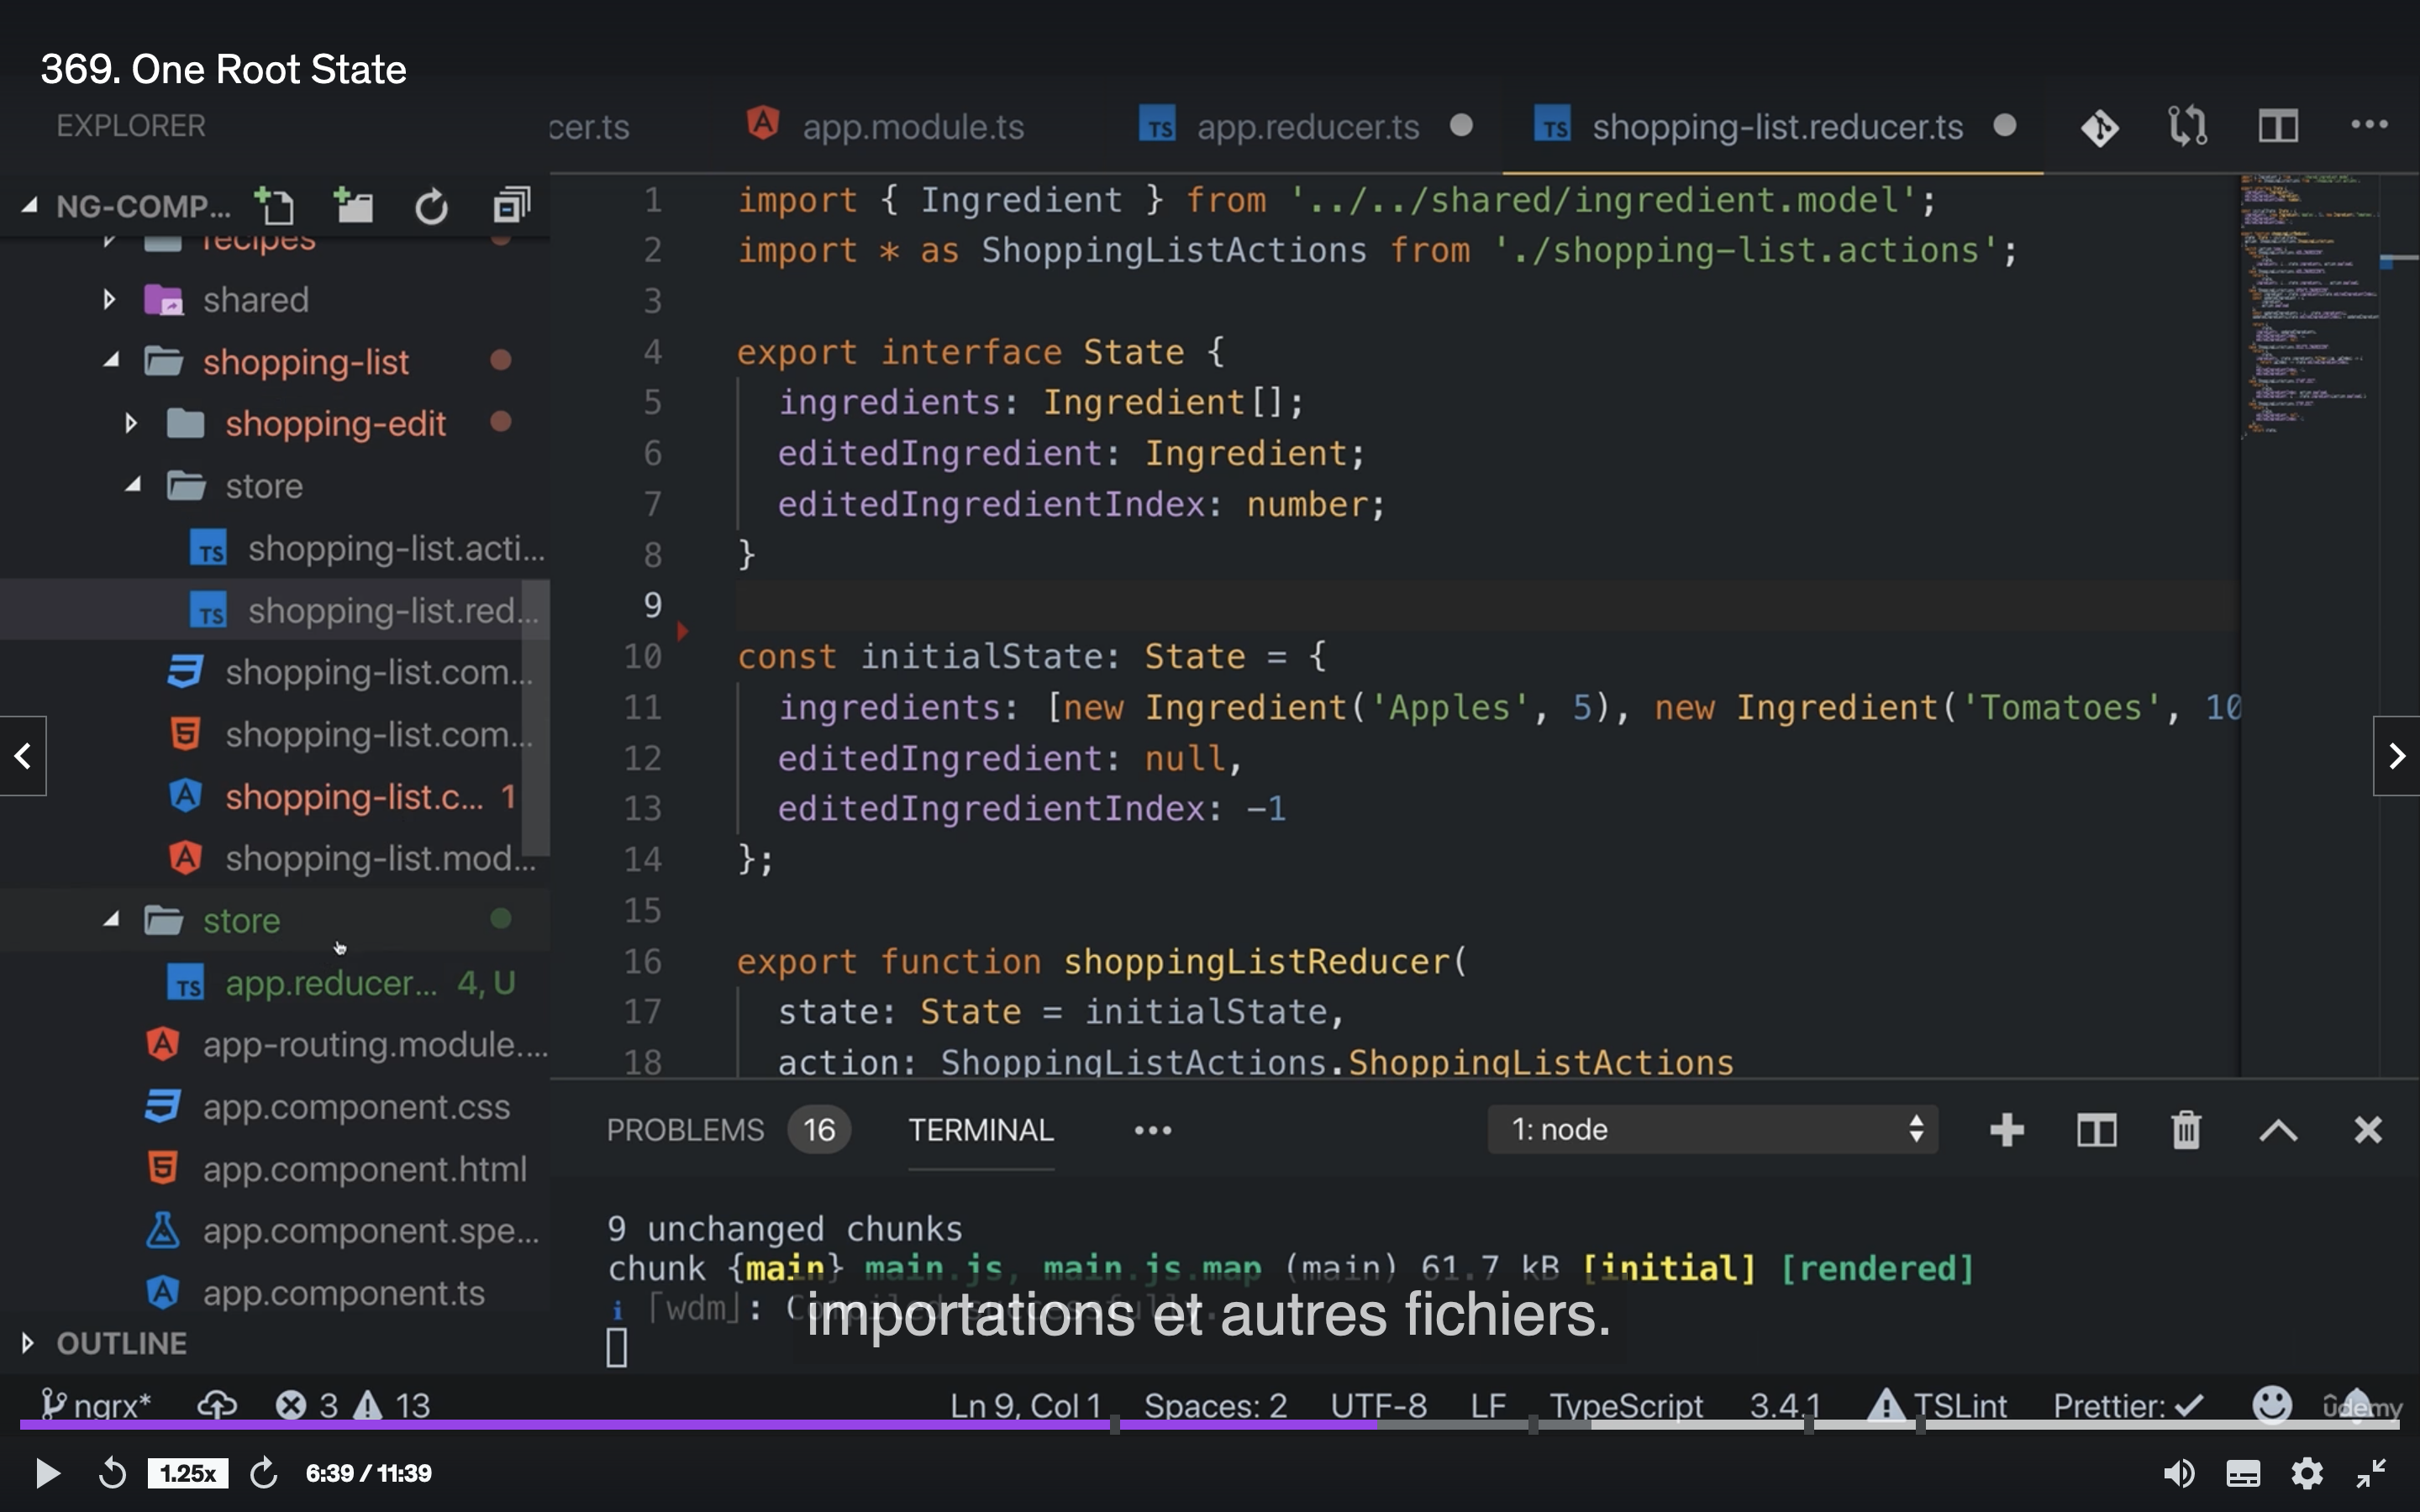 369. One Root State
EXPLORER
cer.ts
app.module.ts
TS app.reducer.ts
TS shopping-list.reducer.ts
NG-COMP...
recipes
shared
shopping-list
shopping-edit
store
TS shopping-list.acti...
TS shopping-list.red...
shopping-list.com...
shopping-list.com...
shopping-list.c... 1
shopping-list.mod...
store
TS app.reducer... 4, U
app-routing.module....
app.component.css
app.component.html
app.component.spe...
app.component.ts
OUTLINE
1 import { Ingredient } from '../../shared/ingredient.model';
2 import * as ShoppingListActions from './shopping-list.actions';
3
4 export interface State {
5 ingredients: Ingredient[];
6 editedIngredient: Ingredient;
7 editedIngredientIndex: number;
8 }
9
10 const initialState: State = {
11 ingredients: [new Ingredient('Apples', 5), new Ingredient('Tomatoes', 10
12 editedIngredient: null,
13 editedIngredientIndex: -1
14 };
15
16 export function shoppingListReducer(
17 state: State = initialState,
18 action: ShoppingListActions.ShoppingListActions
PROBLEMS 16 TERMINAL ••• 1: node
9 unchanged chunks
chunk {main} main.js, main.js.map (main) 61.7 kB [initial] [rendered]
i ｢wdm｣: Compiled successfully.
importations et autres fichiers.
ngrx* 3 13 Ln 9, Col 1 Spaces: 2 UTF-8 LF TypeScript 3.4.1 TSLint Prettier: ✓
ûdemy
1.25x 6:39 / 11:39